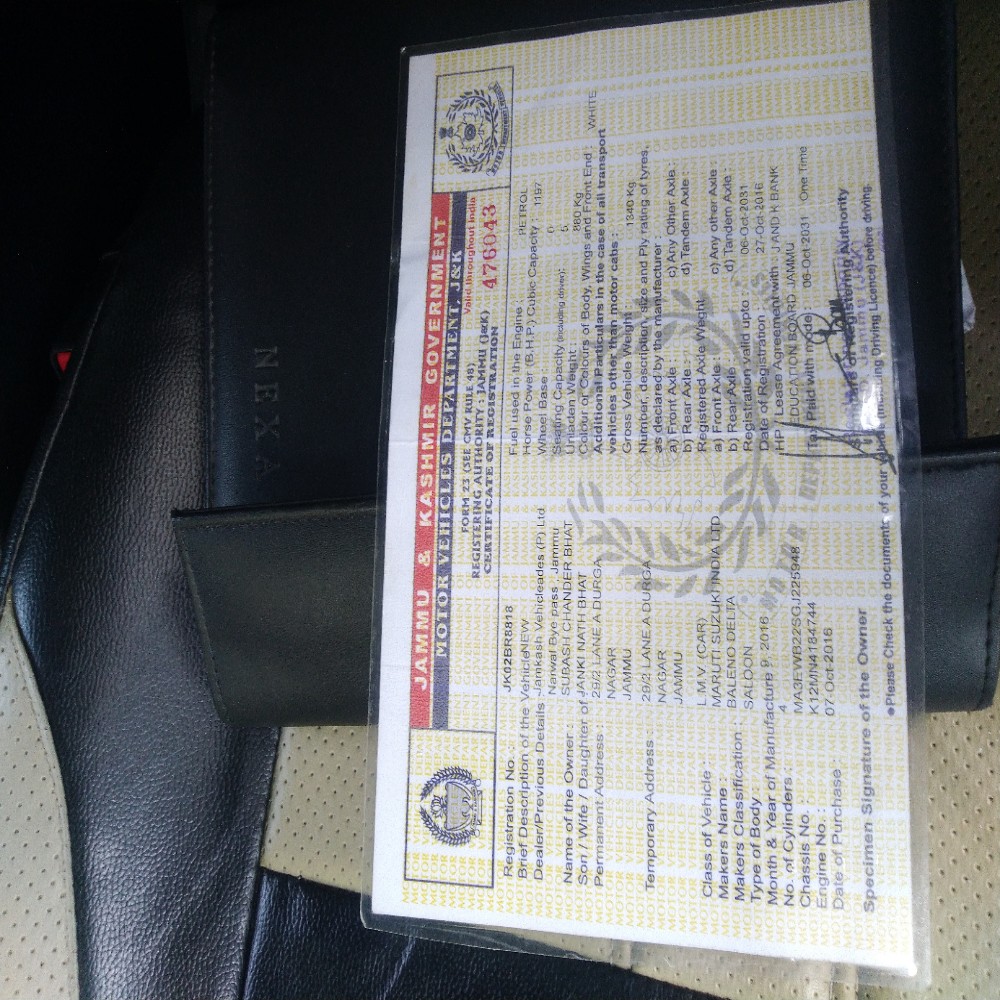 NEXA
JAMMU & KASHMIR GOVERNMENT
MOTOR VEHICLES DEPARTMENT, J&K
FORM 23 (SEE CMV RULE 48)
Valid throughout India
REGISTERING AUTHORITY : JAMMU (J&K)
CERTIFICATE OF REGISTRATION
476043
Registration No. : JK02BR8818
Brief Description of the Vehicle NEW
Dealer/Previous Details Jamkash Vehicleades (P) Ltd
Narwal Bye pass , Jammu
Name of the Owner : SUBASH CHANDER BHAT
Son / Wife / Daughter of JANKI NATH BHAT
Permanent Address : 29/2 LANE A DURGA
NAGAR
JAMMU
Temporary Address : 29/2 LANE A DURGA
NAGAR
JAMMU
Class of Vehicle : L.M.V. (CAR)
Makers Name : MARUTI SUZUKI INDIA LTD
Makers Classification : BALENO DELTA
Type of Body : SALOON
Month & Year of Manufacture 9, 2016
No. of Cylinders : 4
Chassis No. : MA3EWB22SGJ225948
Engine No. : K12MN4184744
Date of Purchase : 07-Oct-2016
Specimen Signature of the Owner
Fuel used in the Engine : PETROL
Horse Power (B.H.P.) Cubic Capacity : 1197
Wheel Base : 0
Seating Capacity (including driver): 5
Unladen Weight 880 Kg
Colour or Colours of Body, Wings and Front End : WHITE
Additional Particulars in the case of all transport
vehicles other than motor cabs :
Gross Vehicle Weight : 1340 Kg
Number, description, size and Ply rating of tyres,
as declared by the manufacturer :
a) Front Axle : c) Any Other Axle :
b) Rear Axle : d) Tandem Axle :
Registered Axle Weght
a) Front Axle : c) Any other Axle :
b) Rear Axle : d) Tandem Axle :
Registration valid upto : 06-Oct-2031
Date of Registration : 27-Oct-2016
HP / Lease Agreement with : J AND K BANK
EDUCATION BOARD JAMMU
Tax Paid with mode : 06-Oct-2031 One Time
Signature of Registering Authority
●Please Check the documents of your vehicle (including Driving Licence) before driving.